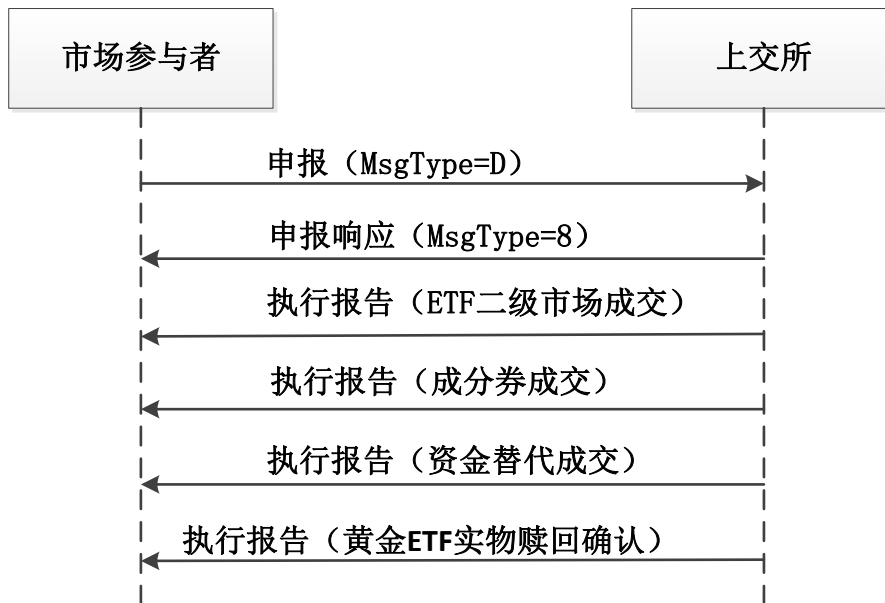 市场参与者
上交所
申报（MsgType=D）
申报响应（MsgType=8）
执行报告（ETF二级市场成交）
执行报告（成分券成交）
执行报告（资金替代成交）
执行报告（黄金ETF实物赎回确认）